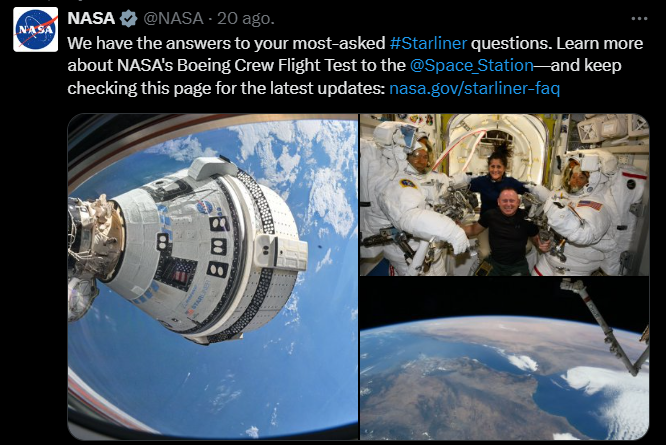 NASA
NASA @NASA · 20 ago.
We have the answers to your most-asked #Starliner questions. Learn more
about NASA's Boeing Crew Flight Test to the @Space_Station—and keep
checking this page for the latest updates: nasa.gov/starliner-faq